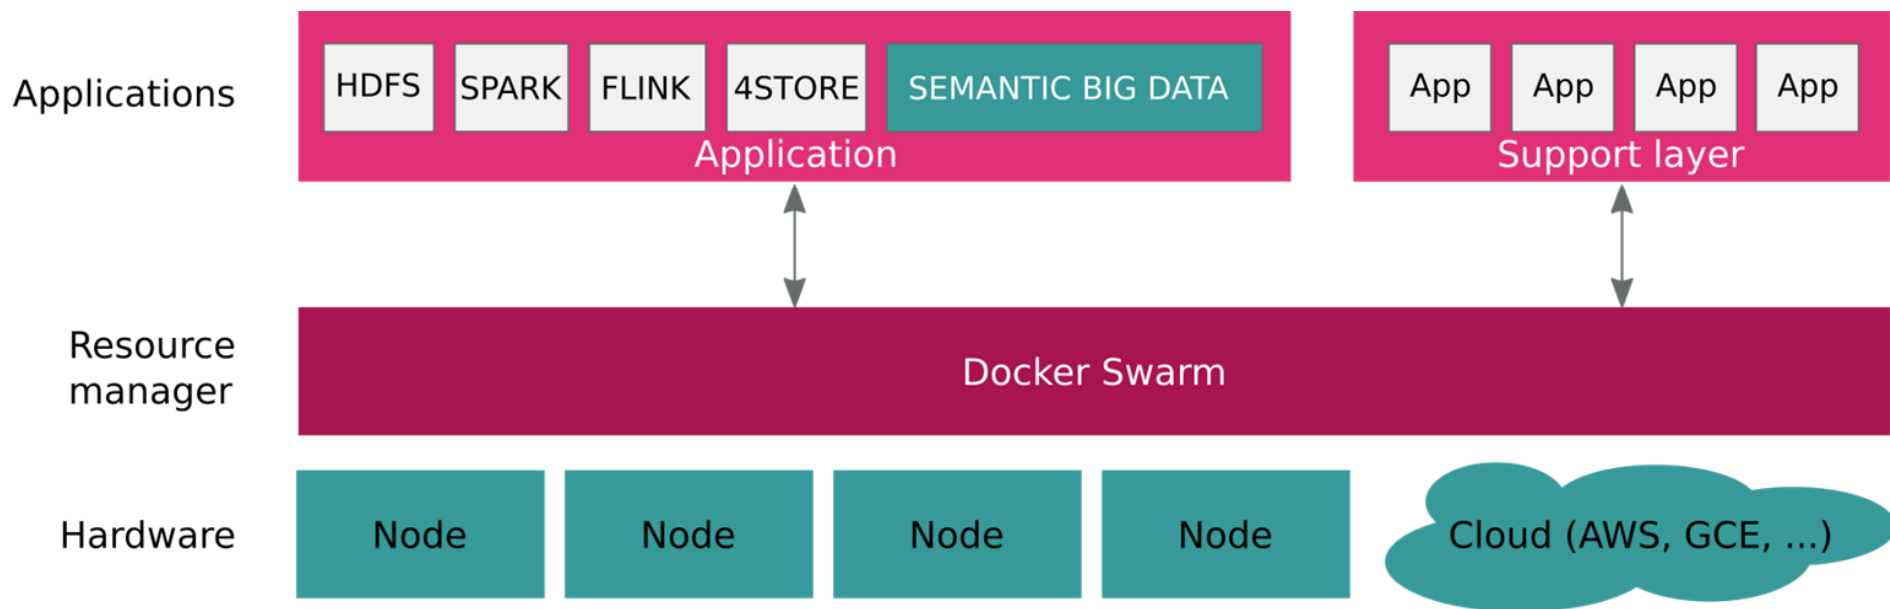 Applications
HDFS
SPARK
FLINK
4STORE
SEMANTIC BIG DATA
Application
App
App
App
App
Support layer
Resource
manager
Docker Swarm
Hardware
Node
Node
Node
Node
Cloud (AWS, GCE, ...)